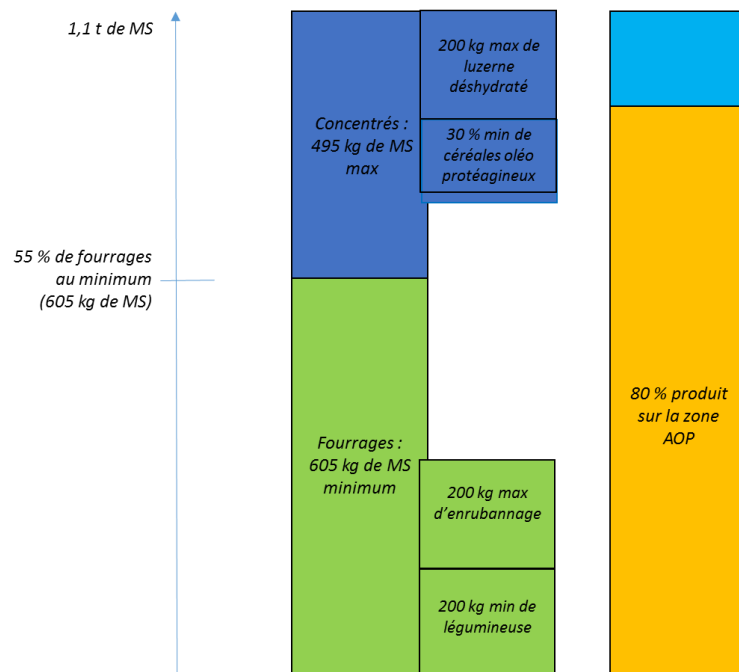 1,1 t de MS
200 kg max de
luzerne
déshydraté
Concentrés :
495 kg de MS
max
30 % min de
céréales oléo
protéagineux
55 % de fourrages
au minimum
(605 kg de MS)
80 % produit
sur la zone
AOP
Fourrages :
605 kg de MS
minimum
200 kg max
d'enrubannage
200 kg min de
légumineuse